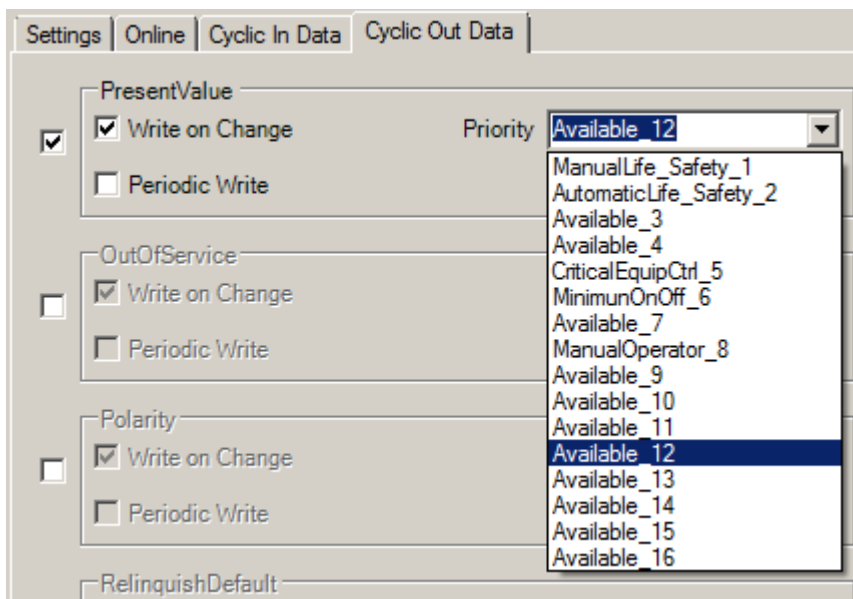 Settings Online Cyclic In Data Cyclic Out Data
PresentValue
Write on Change Priority Available_12
Periodic Write
ManualLife_Safety_1
AutomaticLife_Safety_2
Available_3
Available_4
CriticalEquipCtrl_5
MinimunOnOff_6
Available_7
ManualOperator_8
Available_9
Available_10
Available_11
Available_12
Available_13
Available_14
Available_15
Available_16
OutOfService
Write on Change
Periodic Write
Polarity
Write on Change
Periodic Write
RelinquishDefault